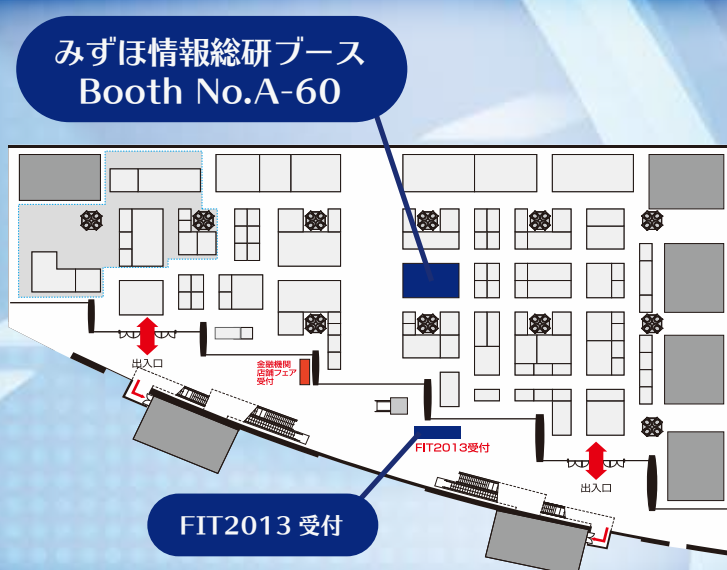 みずほ情報総研ブース
Booth No.A-60
出入口
金融機関
店舗フェア
受付
FIT2013受付
出入口
FIT2013 受付